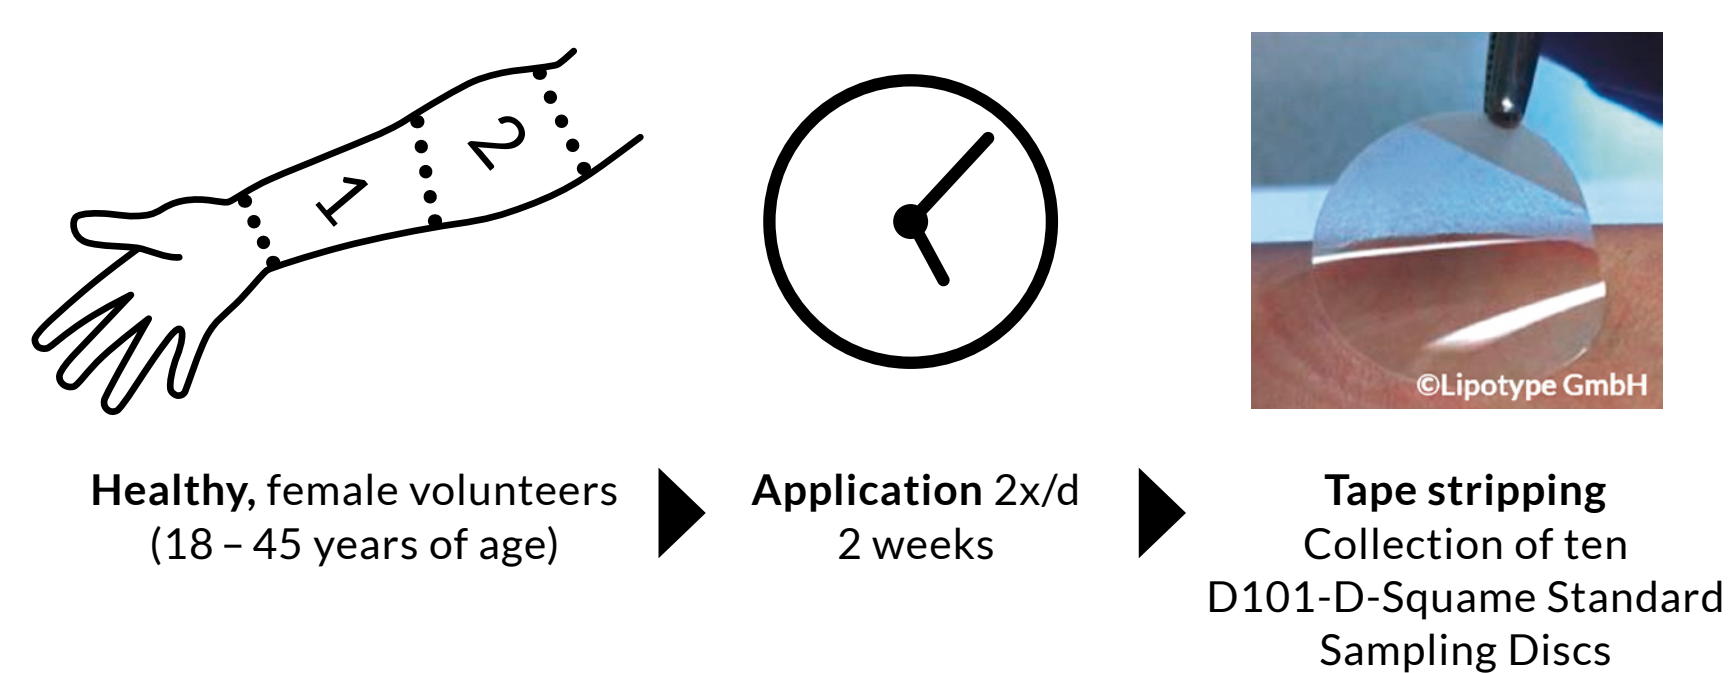 1
2
©Lipotype GmbH
Healthy, female volunteers
(18 – 45 years of age)
Application 2x/d
2 weeks
Tape stripping
Collection of ten
D101-D-Squame Standard
Sampling Discs